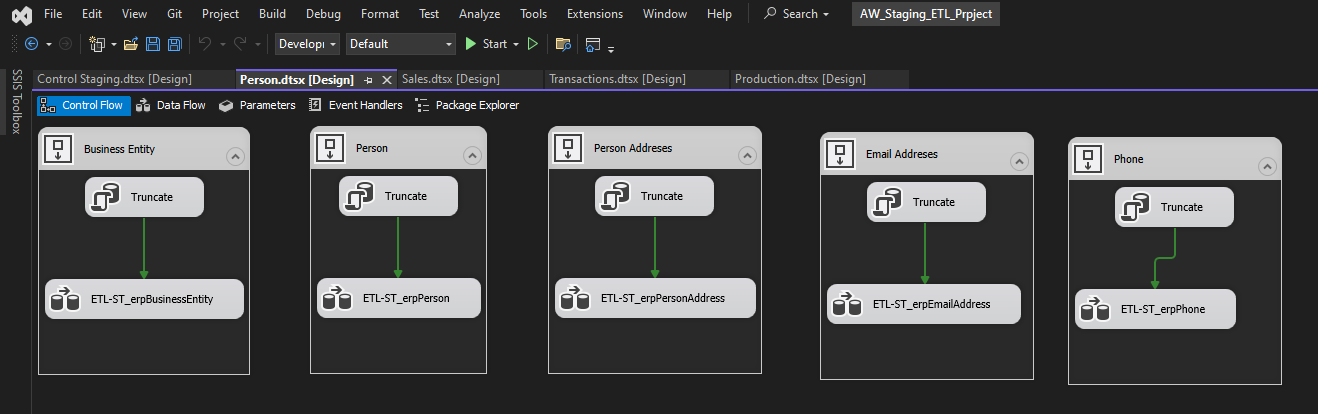 File Edit View Git Project Build Debug Format Test Analyze Tools Extensions Window Help Search AW_Staging_ETL_Prpject
Developi Default Start
SSIS Toolbox
Control Staging.dtsx [Design] Person.dtsx [Design] Sales.dtsx [Design] Transactions.dtsx [Design] Production.dtsx [Design]
Control Flow Data Flow Parameters Event Handlers Package Explorer
Business Entity
Truncate
ETL-ST_erpBusinessEntity
Person
Truncate
ETL-ST_erpPerson
Person Addreses
Truncate
ETL-ST_erpPersonAddress
Email Addreses
Truncate
ETL-ST_erpEmailAddress
Phone
Truncate
ETL-ST_erpPhone